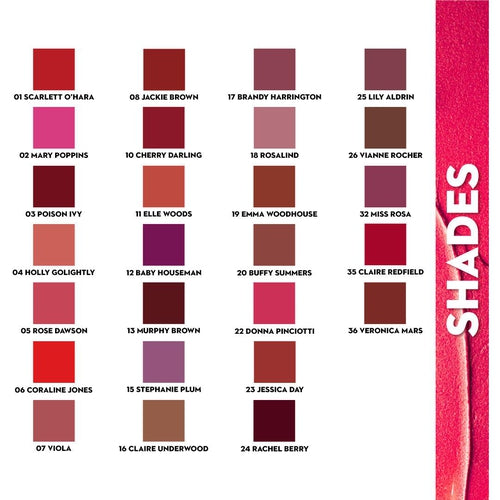 01 SCARLETT O'HARA
02 MARY POPPINS
03 POISON IVY
04 HOLLY GOLIGHTLY
05 ROSE DAWSON
06 CORALINE JONES
07 VIOLA
08 JACKIE BROWN
10 CHERRY DARLING
11 ELLE WOODS
12 BABY HOUSEMAN
13 MURPHY BROWN
15 STEPHANIE PLUM
16 CLAIRE UNDERWOOD
17 BRANDY HARRINGTON
18 ROSALIND
19 EMMA WOODHOUSE
20 BUFFY SUMMERS
22 DONNA PINCIOTTI
23 JESSICA DAY
24 RACHEL BERRY
25 LILY ALDRIN
26 VIANNE ROCHER
32 MISS ROSA
35 CLAIRE REDFIELD
36 VERONICA MARS
SHADES